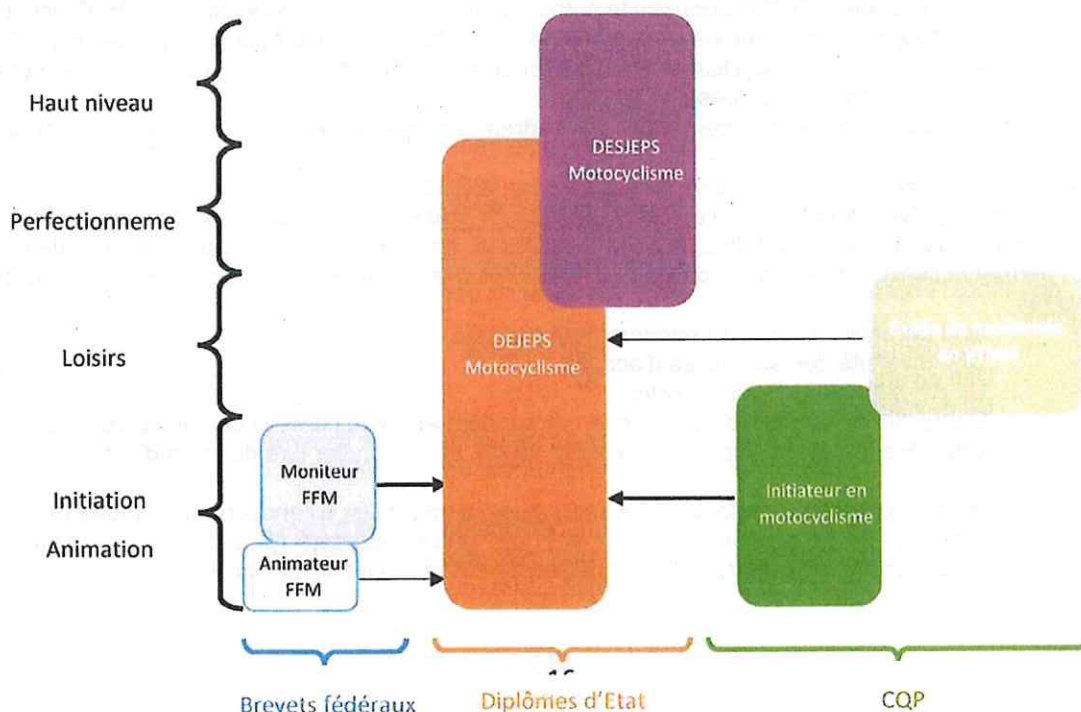 Haut niveau
Perfectionneme
Loisirs
Initiation
Animation
DESJEPS
Motocyclisme
DEJEPS
Motocyclisme
Moniteur
FFM
Animateur
FFM
Initiateur en
motocyclisme
Brevets fédéraux
Diplômes d'Etat
CQP